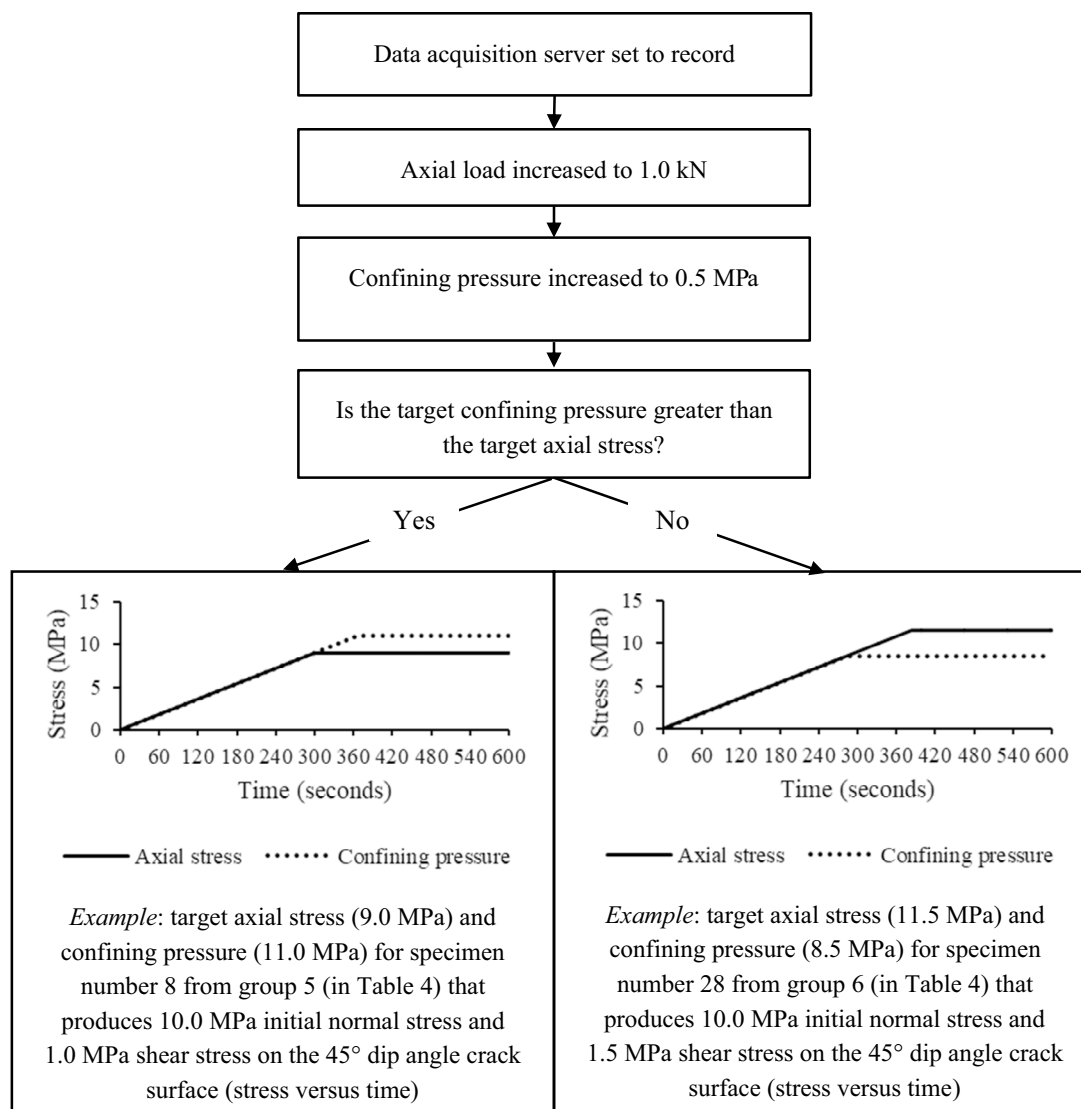 Data acquisition server set to record
Axial load increased to 1.0 kN
Confining pressure increased to 0.5 MPa
Is the target confining pressure greater than
the target axial stress?
Yes
No
Stress (MPa)
15
10
5
0
0 60 120 180 240 300 360 420 480 540 600
Time (seconds)
Axial stress Confining pressure
Example: target axial stress (9.0 MPa) and
confining pressure (11.0 MPa) for specimen
number 8 from group 5 (in Table 4) that
produces 10.0 MPa initial normal stress and
1.0 MPa shear stress on the 45° dip angle crack
surface (stress versus time)
Stress (MPa)
15
10
5
0
0 60 120 180 240 300 360 420 480 540 600
Time (seconds)
Axial stress Confining pressure
Example: target axial stress (11.5 MPa) and
confining pressure (8.5 MPa) for specimen
number 28 from group 6 (in Table 4) that
produces 10.0 MPa initial normal stress and
1.5 MPa shear stress on the 45° dip angle crack
surface (stress versus time)